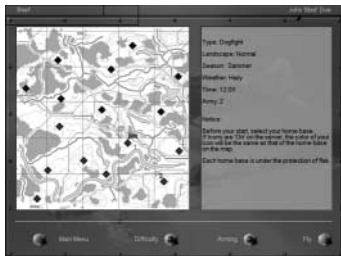 Brief
Type: Dogfight
Landscape: Normal
Season: Summer
Weather: Hazy
Time: 12:00
Army: 2
Notice:
Before your start, select your home base.
If icons are 'On' on the server, the color of your
icon will be the same as that of the home base
on the map.
Each home base is under the protection of flak.
Main Menu
Difficulty
Arming
Fly